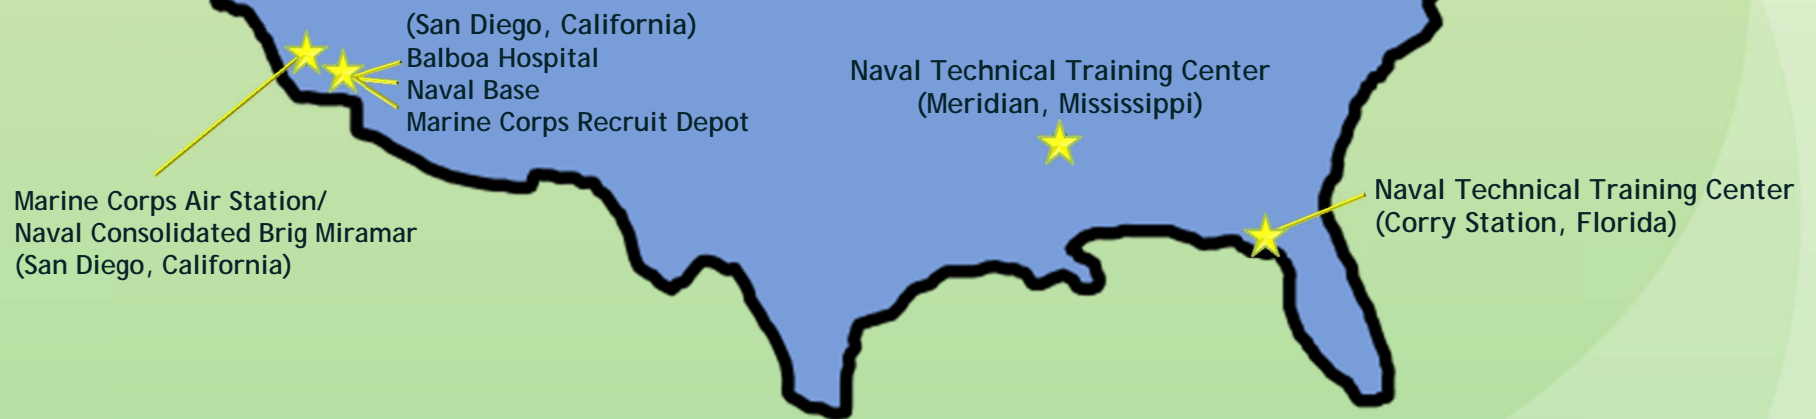 (San Diego, California)
Balboa Hospital
Naval Base
Marine Corps Recruit Depot
Naval Technical Training Center
(Meridian, Mississippi)
Marine Corps Air Station/
Naval Consolidated Brig Miramar
(San Diego, California)
Naval Technical Training Center
(Corry Station, Florida)